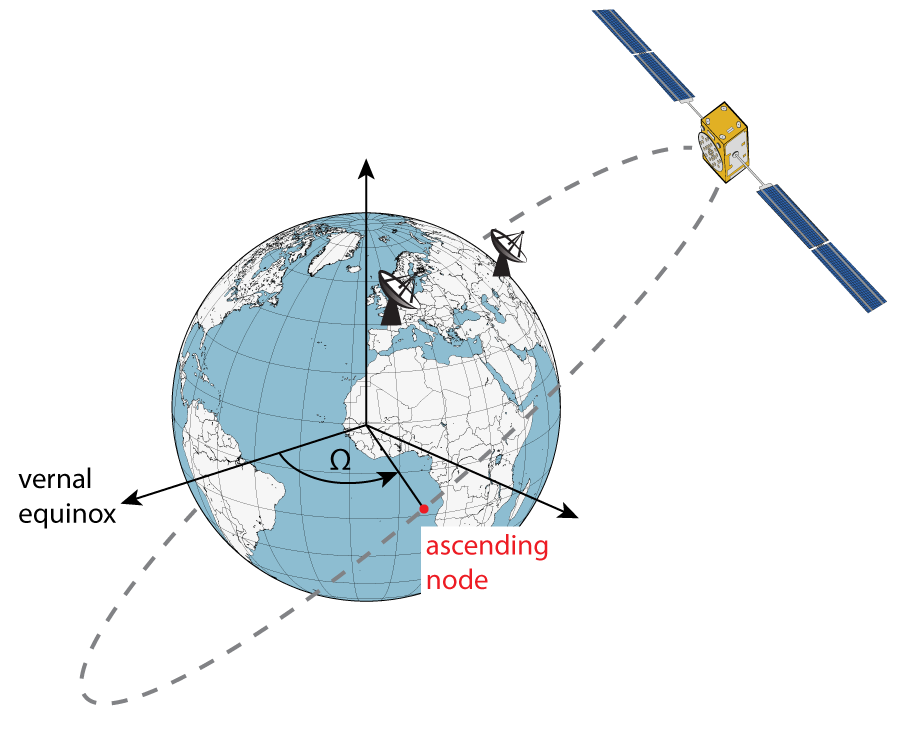 vernal
equinox
Ω
ascending
node